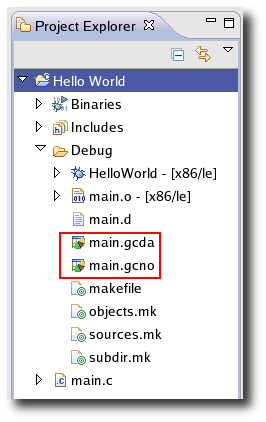 Project Explorer
Hello World
Binaries
Includes
Debug
HelloWorld - [x86/le]
main.o - [x86/le]
main.d
main.gcda
main.gcno
makefile
objects.mk
sources.mk
subdir.mk
main.c